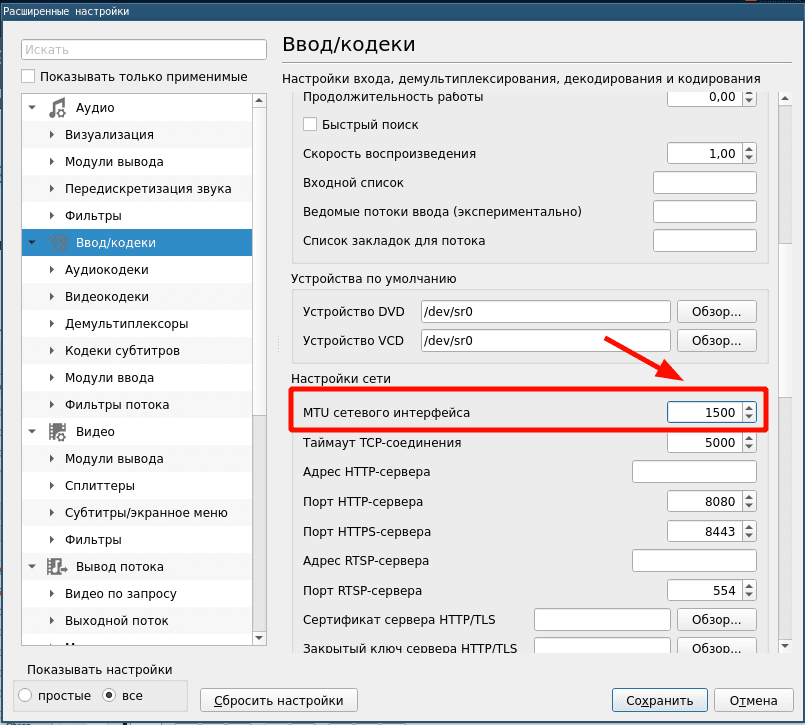 Расширенные настройки
Искать
Показывать только применимые
Аудио
Визуализация
Модули вывода
Передискретизация звука
Фильтры
Ввод/кодеки
Аудиокодеки
Видеокодеки
Демультиплексоры
Кодеки субтитров
Модули ввода
Фильтры потока
Видео
Модули вывода
Сплиттеры
Субтитры/экранное меню
Фильтры
Вывод потока
Видео по запросу
Выходной поток
Ввод/кодеки
Настройки входа, демультиплексирования, декодирования и кодирования
Продолжительность работы 0,00
Быстрый поиск
Скорость воспроизведения 1,00
Входной список
Ведомые потоки ввода (экспериментально)
Список закладок для потока
Устройства по умолчанию
Устройство DVD /dev/sr0 Обзор...
Устройство VCD /dev/sr0 Обзор...
Настройки сети
MTU сетевого интерфейса 1500
Таймаут TCP-соединения 5000
Адрес HTTP-сервера
Порт HTTP-сервера 8080
Порт HTTPS-сервера 8443
Адрес RTSP-сервера
Порт RTSP-сервера 554
Сертификат сервера HTTP/TLS Обзор...
Закрытый ключ сервера HTTP/TLS Обзор...
Показывать настройки
простые все
Сбросить настройки
Сохранить
Отмена